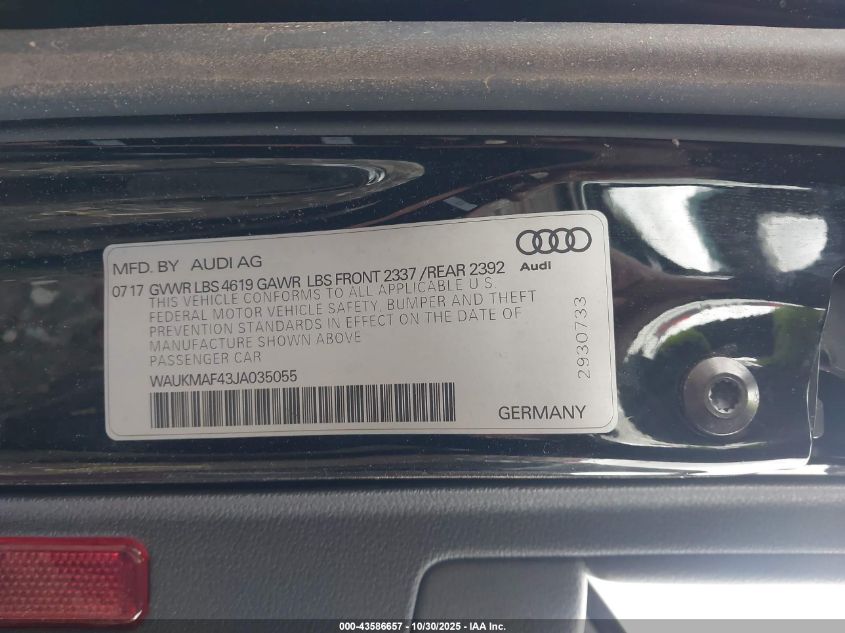 MFD. BY AUDI AG
07 17 GVWR LBS 4619 GAWR LBS FRONT 2337 /REAR 2392
THIS VEHICLE CONFORMS TO ALL APPLICABLE U.S.
FEDERAL MOTOR VEHICLE SAFETY, BUMPER AND THEFT
PREVENTION STANDARDS IN EFFECT ON THE DATE OF
MANUFACTURE SHOWN ABOVE
PASSENGER CAR
WAUKMAF43JA035055
GERMANY
Audi
2930733
000-43586657 - 10/30/2025 - IAA Inc.